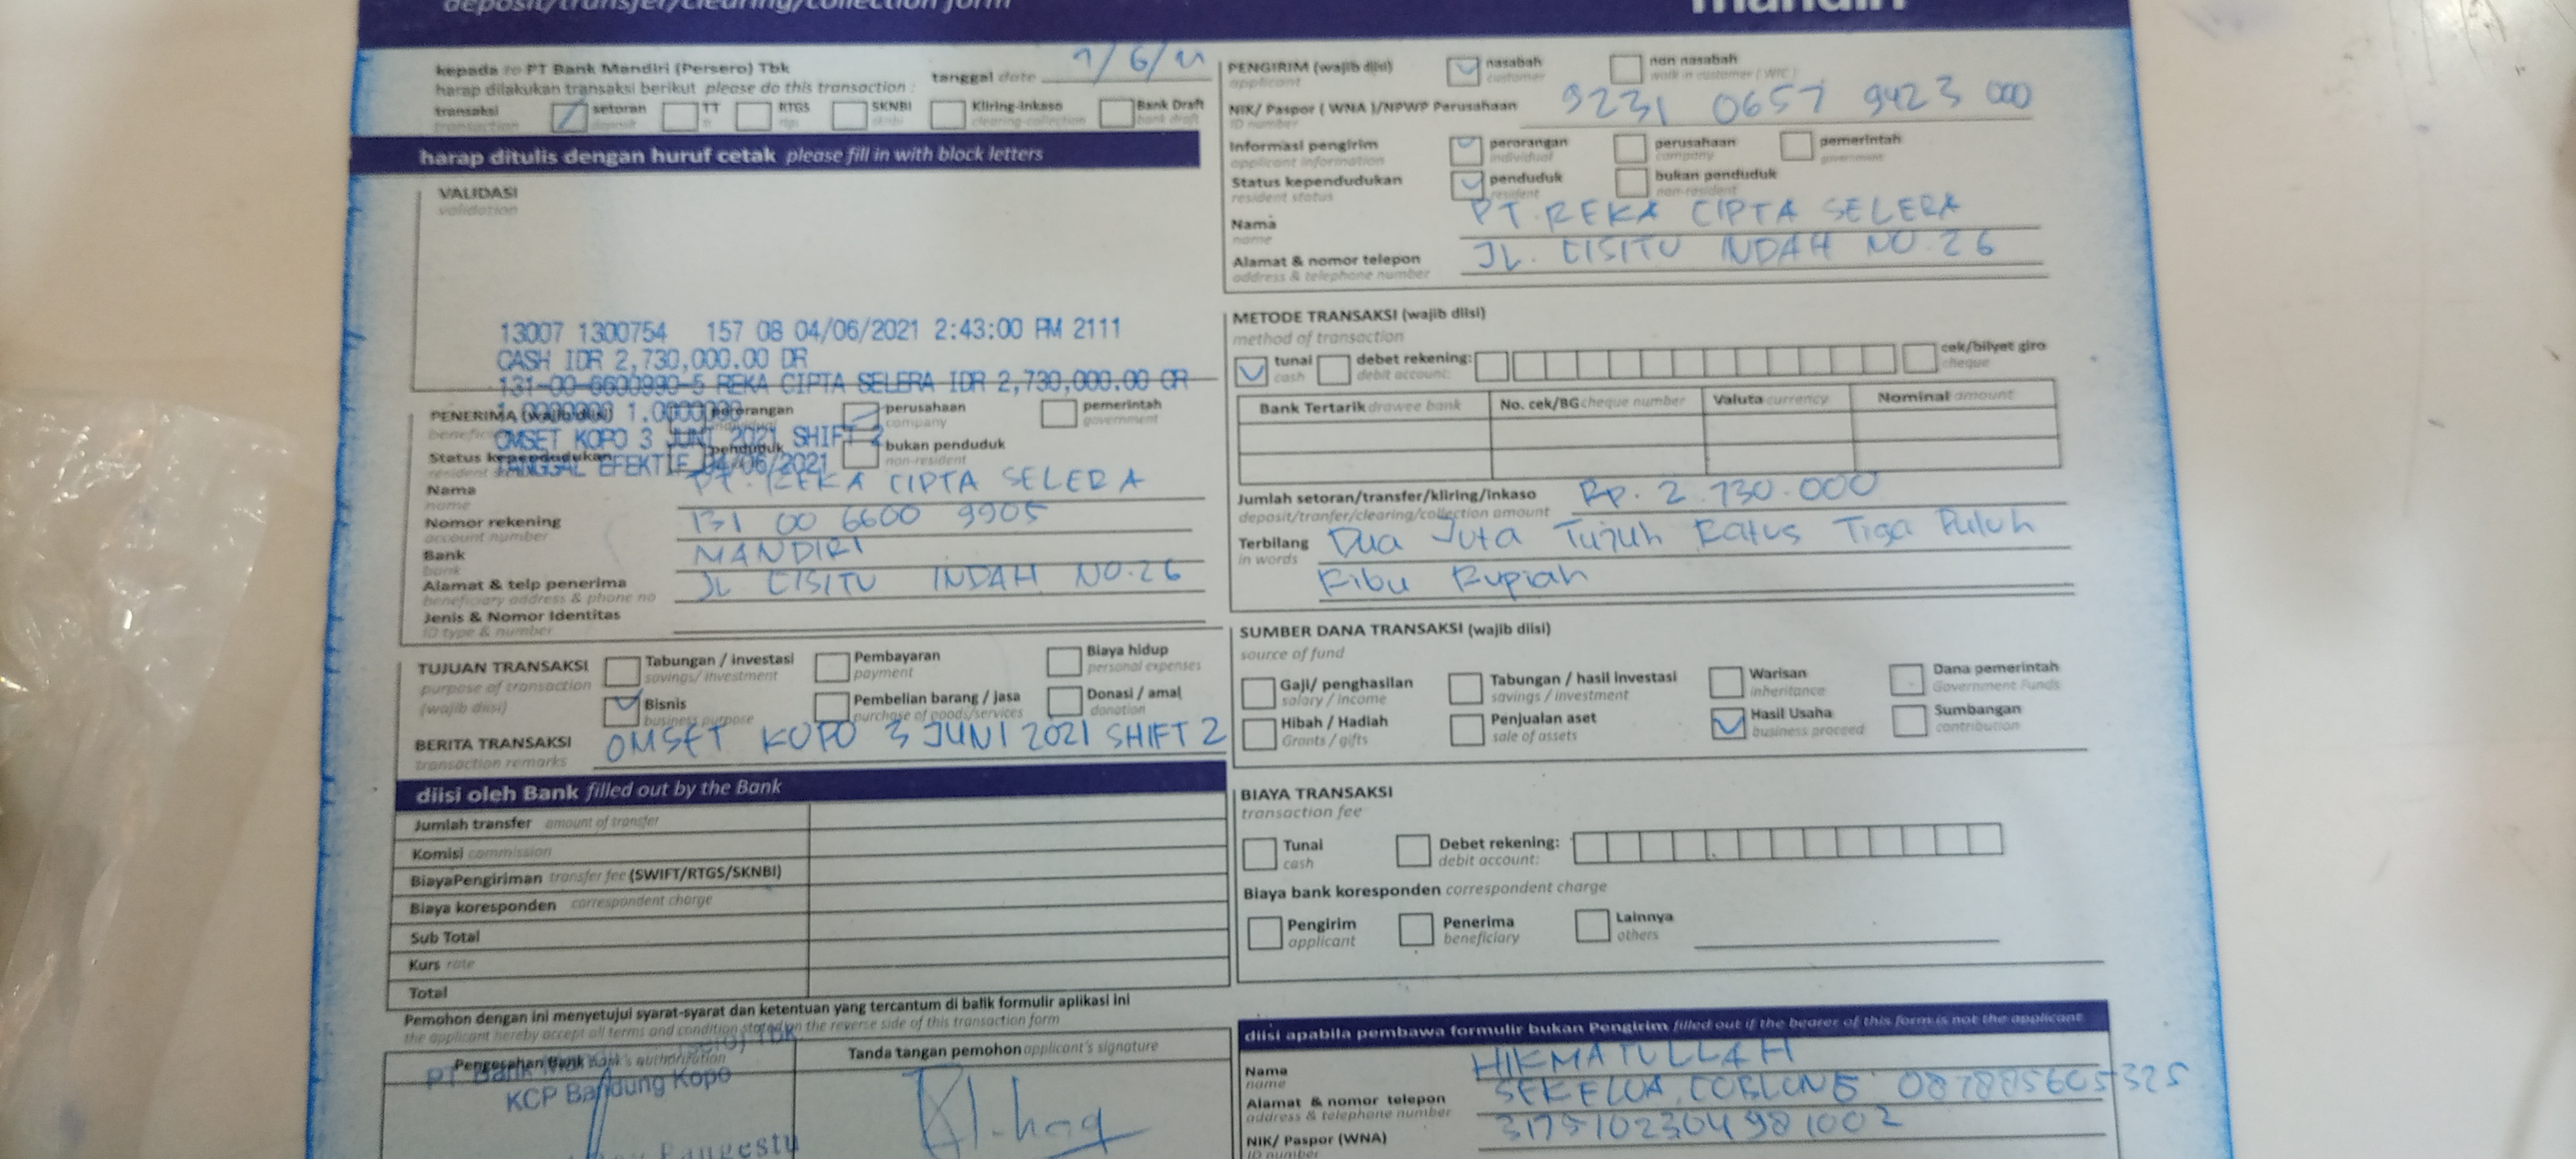 deposit/transfer/clearing/collection form
mandiri
kepada to PT Bank Mandiri (Persero) Tbk
tanggal date
harap dilakukan transaksi berikut please do this transaction :
transaksi setoran TT RTGS SKNBI Kliring-Inkaso Bank Draft
transaction deposit tt rtgs sknbi clearing-collection bank draft
harap ditulis dengan huruf cetak please fill in with block letters
VALIDASI
validation
13007 1300754 157 08 04/06/2021 2:43:00 PM 2111
CASH IDR 2,730,000.00 DR
131-00-6600990-5 REKA CIPTA SELERA IDR 2,730,000.00 CR
OMSET KOPO 3 JUNI 2021 SHIFT 2
TANGGAL EFEKTIF 04/06/2021
PENERIMA (wajib diisi) perorangan perusahaan pemerintah
company government
Status kependudukan penduduk bukan penduduk
non-resident
Nama PT. REKA CIPTA SELERA
name
Nomor rekening 131 00 6600 9905
account number
Bank MANDIRI
bank
Alamat & telp penerima JL CISITU INDAH NO.26
beneficiary address & phone no
Jenis & Nomor Identitas
ID type & number
TUJUAN TRANSAKSI Tabungan / investasi Pembayaran Biaya hidup
purpose of transaction savings/ investment payment personal expenses
(wajib diisi) Bisnis Pembelian barang / jasa Donasi / amal
business purpose purchase of goods/services donation
BERITA TRANSAKSI OMSET KOPO 3 JUNI 2021 SHIFT 2
transaction remarks
diisi oleh Bank filled out by the Bank
Jumlah transfer amount of transfer
Komisi commission
BiayaPengiriman transfer fee (SWIFT/RTGS/SKNBI)
Biaya koresponden correspondent charge
Sub Total
Kurs rate
Total
Pemohon dengan ini menyetujui syarat-syarat dan ketentuan yang tercantum di balik formulir aplikasi ini
the applicant hereby accept all terms and condition stated on the reverse side of this transaction form
Pengesahan Bank bank's authorization
Tanda tangan pemohon applicant's signature
PT Bank
KCP Bandung Kopo
PENGIRIM (wajib diisi) nasabah non nasabah
applicant customer walk in customer (WIC)
NIK/ Paspor ( WNA )/NPWP Perusahaan 9231 0657 9423 000
ID number
Informasi pengirim perorangan perusahaan pemerintah
applicant information individual company government
Status kependudukan penduduk bukan penduduk
resident status resident non-resident
Nama PT. REKA CIPTA SELERA
name
Alamat & nomor telepon JL. CISITU INDAH NO.26
address & telephone number
METODE TRANSAKSI (wajib diisi)
method of transaction
tunai debet rekening: cek/bilyet giro
cash debit account: cheque
Bank Tertarik drawee bank No. cek/BG cheque number Valuta currency Nominal amount
Jumlah setoran/transfer/kliring/inkaso Rp. 2.730.000
deposit/tranfer/clearing/collection amount
Terbilang Dua Juta Tujuh Ratus Tiga Puluh
in words Ribu Rupiah
SUMBER DANA TRANSAKSI (wajib diisi)
source of fund
Gaji/ penghasilan Tabungan / hasil investasi Warisan Dana pemerintah
salary / income savings / investment inheritance Government Funds
Hibah / Hadiah Penjualan aset Hasil Usaha Sumbangan
Grants / gifts sale of assets business proceed contribution
BIAYA TRANSAKSI
transaction fee
Tunai Debet rekening:
cash debit account:
Biaya bank koresponden correspondent charge
Pengirim Penerima Lainnya
applicant beneficiary others
diisi apabila pembawa formulir bukan Pengirim filled out if the bearer of this form is not the applicant
Nama HIKMATULLAH
name
Alamat & nomor telepon SEKELOA, COBLONG
address & telephone number
NIK/ Paspor (WNA)
ID number